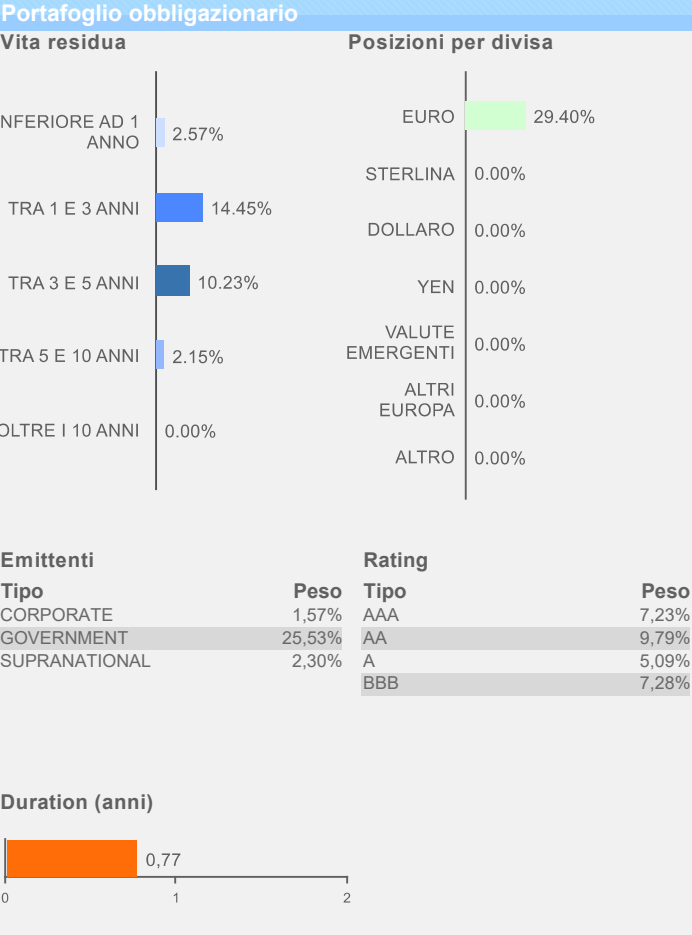 Portafoglio obbligazionario
Vita residua
NFERIORE AD 1
ANNO
2.57%
TRA 1 E 3 ANNI
14.45%
TRA 3 E 5 ANNI
10.23%
TRA 5 E 10 ANNI
2.15%
OLTRE I 10 ANNI
0.00%
Posizioni per divisa
EURO
29.40%
STERLINA
0.00%
DOLLARO
0.00%
YEN
0.00%
VALUTE
EMERGENTI
0.00%
ALTRI
EUROPA
0.00%
ALTRO
0.00%
Emittenti
Tipo Peso
CORPORATE 1,57%
GOVERNMENT 25,53%
SUPRANATIONAL 2,30%
Rating
Tipo Peso
AAA 7,23%
AA 9,79%
A 5,09%
BBB 7,28%
Duration (anni)
0,77
0 1 2